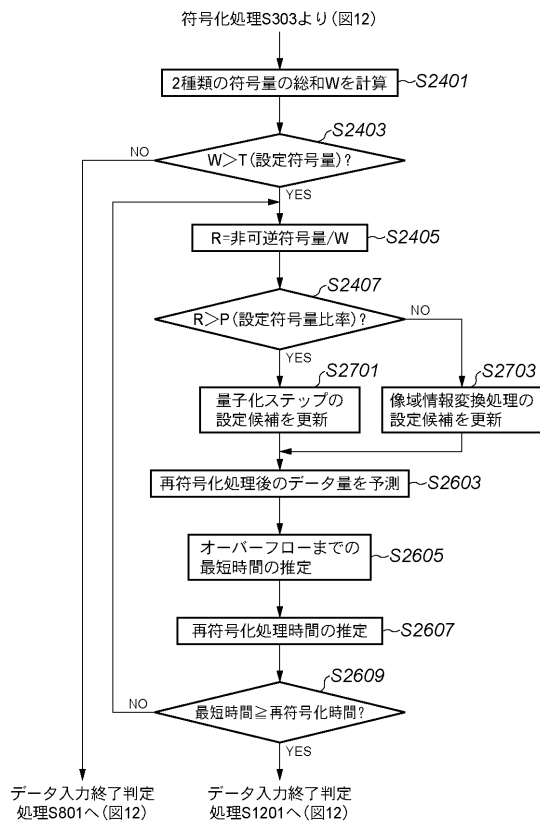 符号化処理S303より(図12)
2種類の符号量の総和Wを計算
S2401
S2403
W＞T(設定符号量)?
NO
YES
R=非可逆符号量/W
S2405
S2407
R＞P(設定符号量比率)?
NO
YES
S2701
量子化ステップの
設定候補を更新
S2703
像域情報変換処理の
設定候補を更新
再符号化処理後のデータ量を予測
S2603
オーバーフローまでの
最短時間の推定
S2605
再符号化処理時間の推定
S2607
S2609
最短時間≧再符号化時間?
NO
YES
データ入力終了判定
処理S801へ(図12)
データ入力終了判定
処理S1201へ(図12)